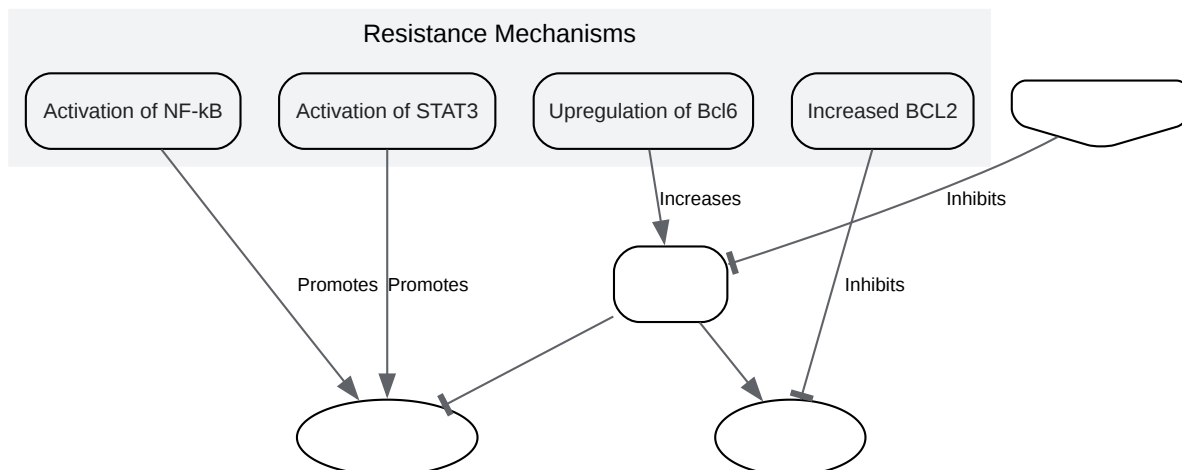 Resistance Mechanisms
Activation of NF-kB
Activation of STAT3
Upregulation of Bcl6
Increased BCL2
Increases
Inhibits
Promotes
Promotes
Inhibits